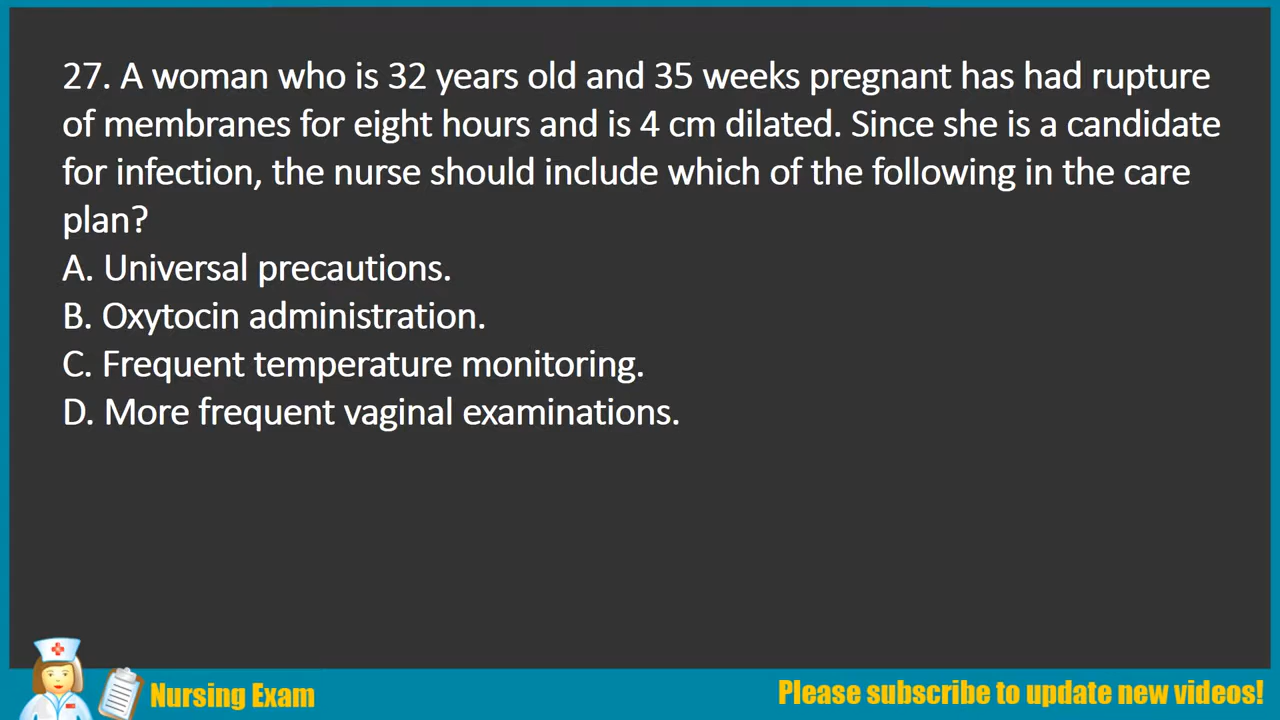 27. A woman who is 32 years old and 35 weeks pregnant has had rupture
of membranes for eight hours and is 4 cm dilated. Since she is a candidate
for infection, the nurse should include which of the following in the care
plan?
A. Universal precautions.
B. Oxytocin administration.
C. Frequent temperature monitoring.
D. More frequent vaginal examinations.
Nursing Exam
Please subscribe to update new videos!